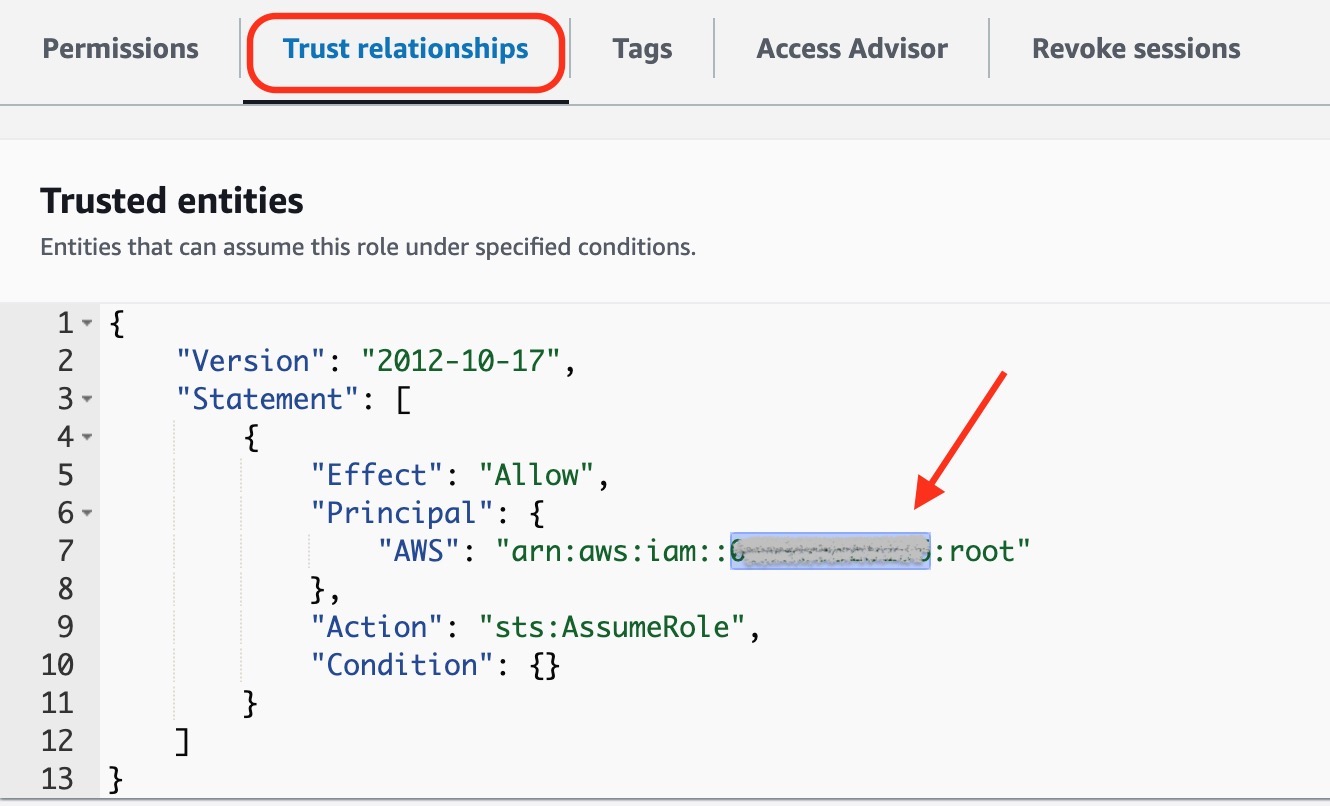 Permissions Trust relationships Tags Access Advisor Revoke sessions
Trusted entities
Entities that can assume this role under specified conditions.
1 {
2 "Version": "2012-10-17",
3 "Statement": [
4 {
5 "Effect": "Allow",
6 "Principal": {
7 "AWS": "arn:aws:iam:::root"
8 },
9 "Action": "sts:AssumeRole",
10 "Condition": {}
11 }
12 ]
13 }